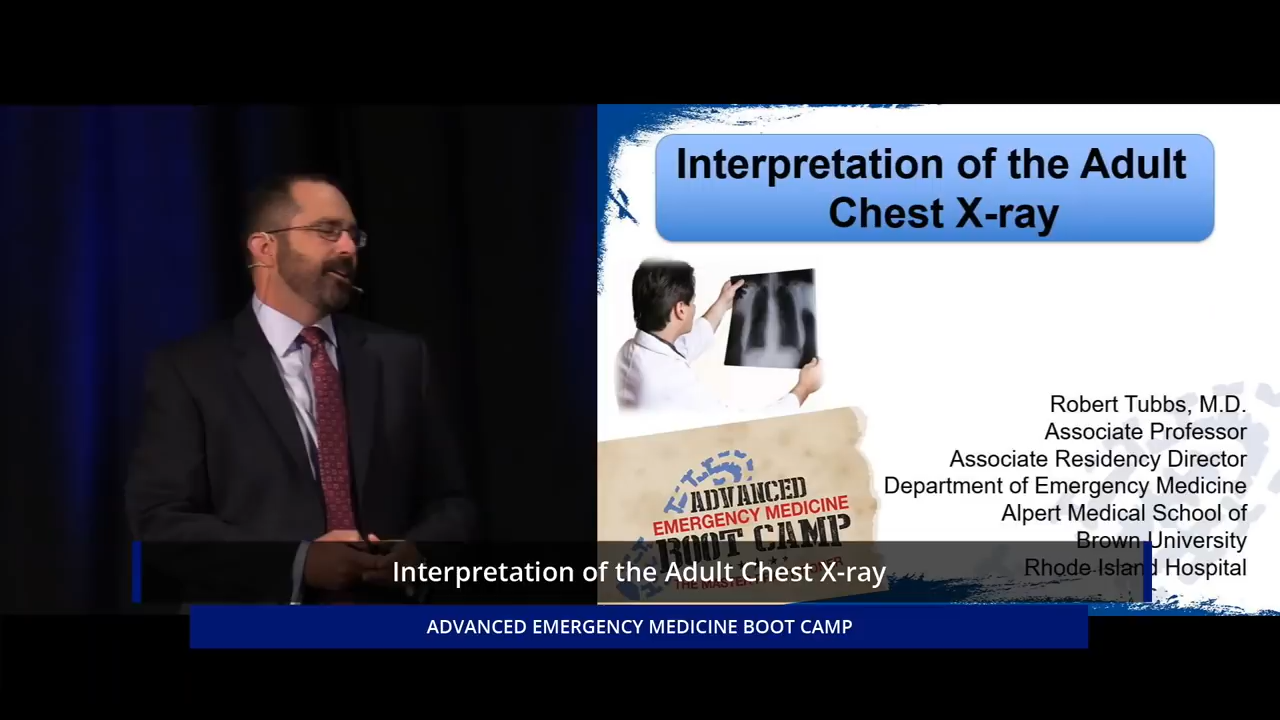 Interpretation of the Adult
Chest X-ray
Robert Tubbs, M.D.
Associate Professor
Associate Residency Director
Department of Emergency Medicine
Alpert Medical School of
Brown University
Rhode Island Hospital
ADVANCED
EMERGENCY MEDICINE
BOOT CAMP
Interpretation of the Adult Chest X-ray
ADVANCED EMERGENCY MEDICINE BOOT CAMP